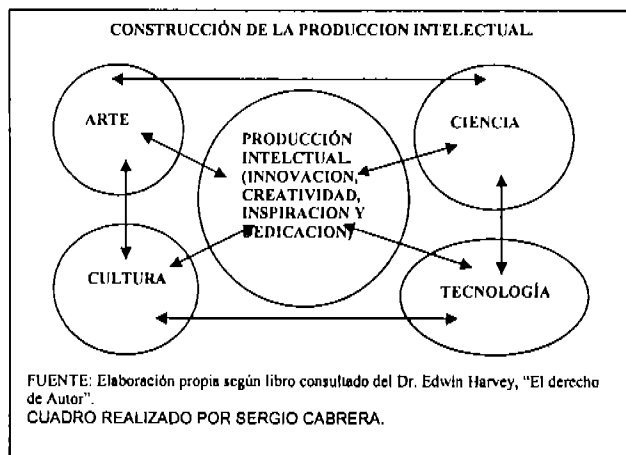 CONSTRUCCIÓN DE LA PRODUCCION INTELECTUAL.
ARTE
CIENCIA
PRODUCCIÓN
INTELCTUAL.
(INNOVACION,
CREATIVIDAD,
INSPIRACION Y
DEDICACION)
CULTURA
TECNOLOGÍA
FUENTE: Elaboración propia según libro consultado del Dr. Edwin Harvey, "El derecho
de Autor".
CUADRO REALIZADO POR SERGIO CABRERA.